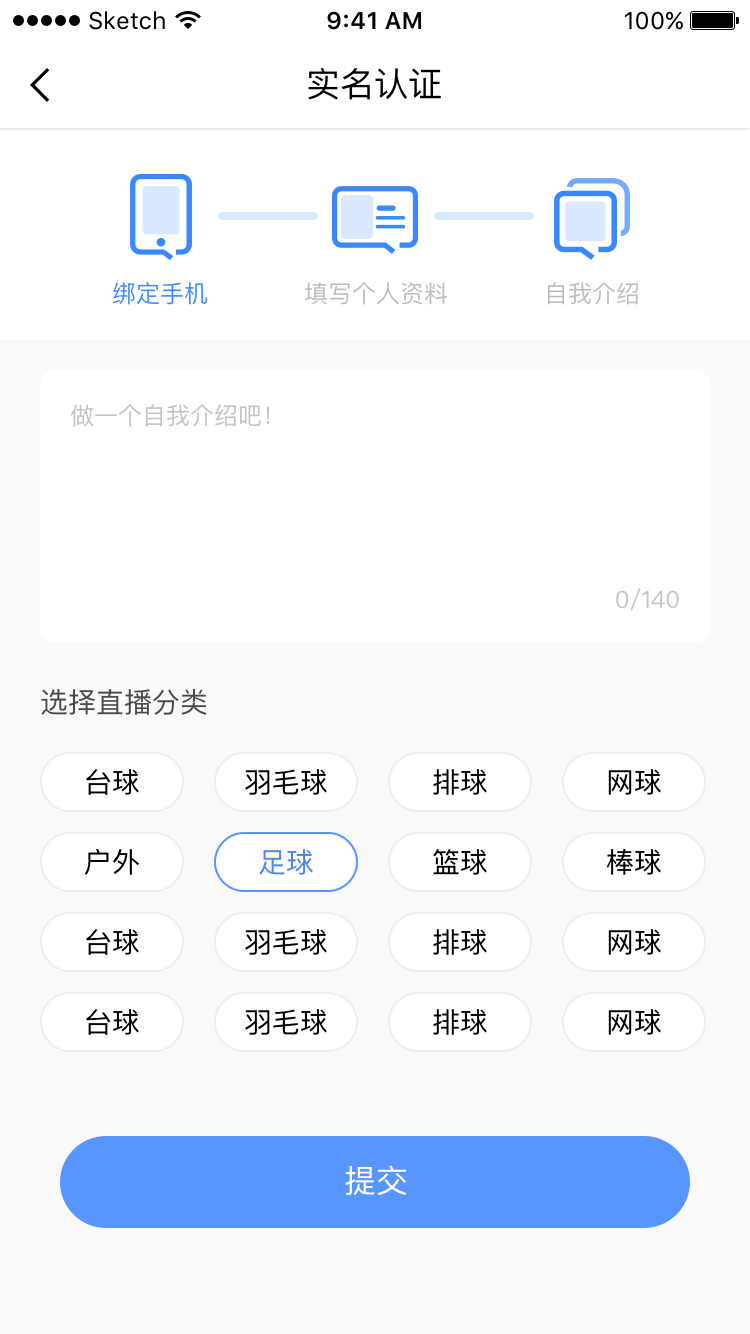 ●●●●● Sketch 9:41 AM 100%
实名认证
绑定手机 填写个人资料 自我介绍
做一个自我介绍吧！
0/140
选择直播分类
台球 羽毛球 排球 网球
户外 足球 篮球 棒球
台球 羽毛球 排球 网球
台球 羽毛球 排球 网球
提交